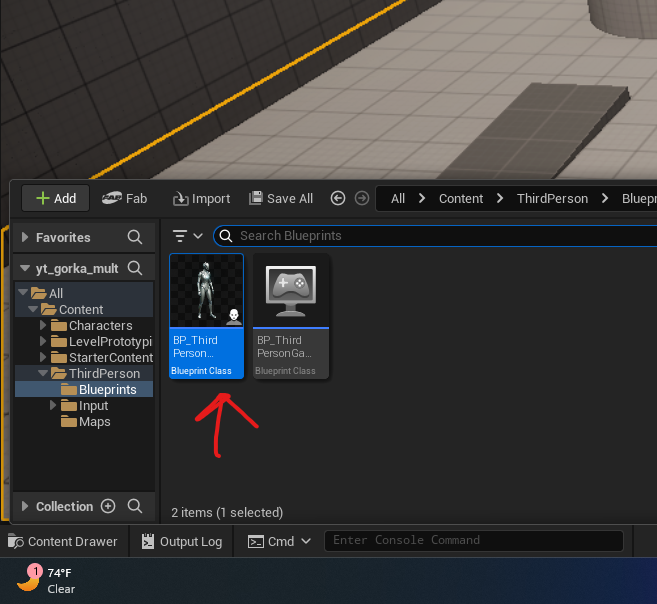 Add
Fab
Import
Save All
All
Content
ThirdPerson
Bluepr
Favorites
Search Blueprints
yt_gorka_mult
All
Content
Characters
LevelPrototypi
StarterContent
ThirdPerson
Blueprints
Input
Maps
BP_Third
Person...
Blueprint Class
BP_Third
PersonGa...
Blueprint Class
Collection
2 items (1 selected)
Content Drawer
Output Log
Cmd
Enter Console Command
1
74°F
Clear